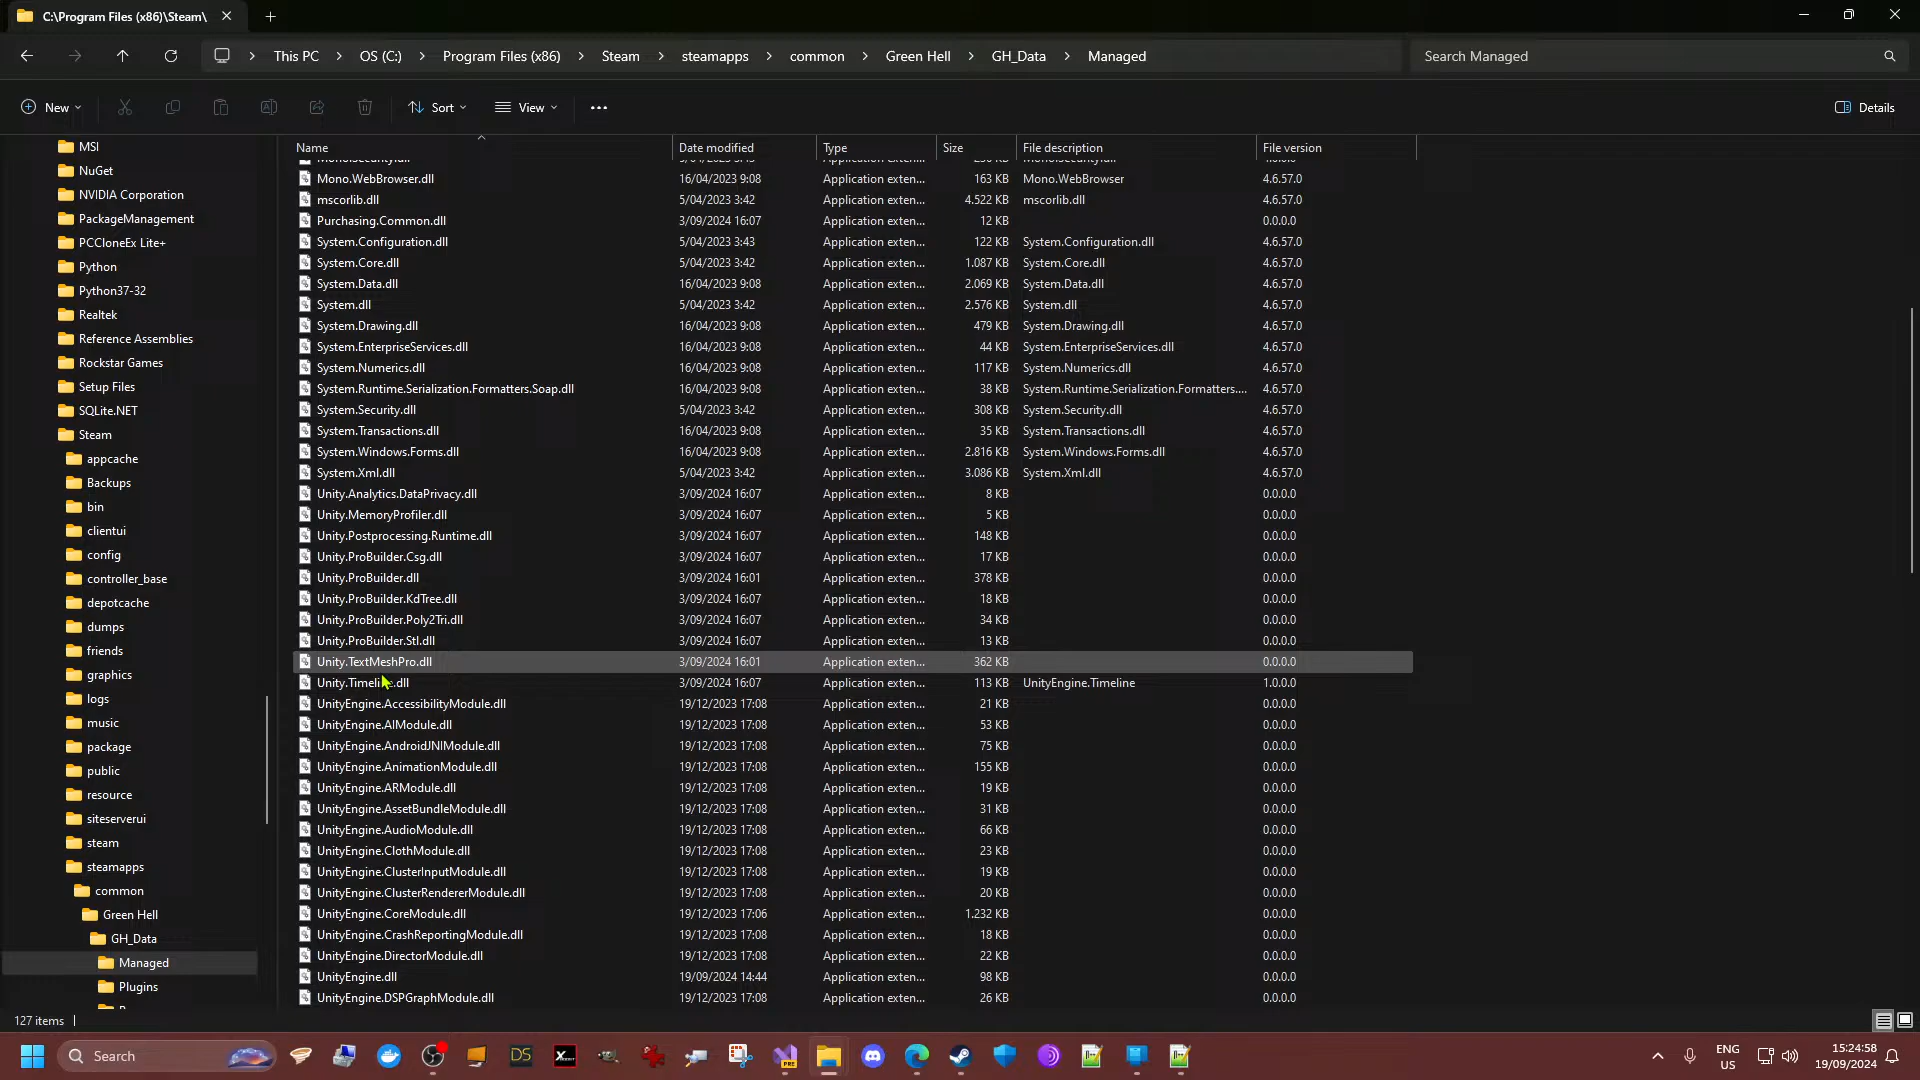 C:\Program Files (x86)\Steam\
This PC > OS (C:) > Program Files (x86) > Steam > steamapps > common > Green Hell > GH_Data > Managed
Search Managed
New
Sort
View
Details
MSI
NuGet
NVIDIA Corporation
PackageManagement
PCCloneEx Lite+
Python
Python37-32
Realtek
Reference Assemblies
Rockstar Games
Setup Files
SQLite.NET
Steam
appcache
Backups
bin
clientui
config
controller_base
depotcache
dumps
friends
graphics
logs
music
package
public
resource
siteserverui
steam
steamapps
common
Green Hell
GH_Data
Managed
Plugins
Name Date modified Type Size File description File version
Mono.WebBrowser.dll 16/04/2023 9:08 Application exten... 163 KB Mono.WebBrowser 4.6.57.0
mscorlib.dll 5/04/2023 3:42 Application exten... 4.522 KB mscorlib.dll 4.6.57.0
Purchasing.Common.dll 3/09/2024 16:07 Application exten... 12 KB 0.0.0.0
System.Configuration.dll 5/04/2023 3:43 Application exten... 122 KB System.Configuration.dll 4.6.57.0
System.Core.dll 5/04/2023 3:42 Application exten... 1.087 KB System.Core.dll 4.6.57.0
System.Data.dll 16/04/2023 9:08 Application exten... 2.069 KB System.Data.dll 4.6.57.0
System.dll 5/04/2023 3:42 Application exten... 2.576 KB System.dll 4.6.57.0
System.Drawing.dll 16/04/2023 9:08 Application exten... 479 KB System.Drawing.dll 4.6.57.0
System.EnterpriseServices.dll 16/04/2023 9:08 Application exten... 44 KB System.EnterpriseServices.dll 4.6.57.0
System.Numerics.dll 16/04/2023 9:08 Application exten... 117 KB System.Numerics.dll 4.6.57.0
System.Runtime.Serialization.Formatters.Soap.dll 16/04/2023 9:08 Application exten... 38 KB System.Runtime.Serialization.Formatters.... 4.6.57.0
System.Security.dll 5/04/2023 3:42 Application exten... 308 KB System.Security.dll 4.6.57.0
System.Transactions.dll 16/04/2023 9:08 Application exten... 35 KB System.Transactions.dll 4.6.57.0
System.Windows.Forms.dll 16/04/2023 9:08 Application exten... 2.816 KB System.Windows.Forms.dll 4.6.57.0
System.Xml.dll 5/04/2023 3:42 Application exten... 3.086 KB System.Xml.dll 4.6.57.0
Unity.Analytics.DataPrivacy.dll 3/09/2024 16:07 Application exten... 8 KB 0.0.0.0
Unity.MemoryProfiler.dll 3/09/2024 16:07 Application exten... 5 KB 0.0.0.0
Unity.Postprocessing.Runtime.dll 3/09/2024 16:07 Application exten... 148 KB 0.0.0.0
Unity.ProBuilder.Csg.dll 3/09/2024 16:07 Application exten... 17 KB 0.0.0.0
Unity.ProBuilder.dll 3/09/2024 16:01 Application exten... 378 KB 0.0.0.0
Unity.ProBuilder.KdTree.dll 3/09/2024 16:07 Application exten... 18 KB 0.0.0.0
Unity.ProBuilder.Poly2Tri.dll 3/09/2024 16:07 Application exten... 34 KB 0.0.0.0
Unity.ProBuilder.Stl.dll 3/09/2024 16:07 Application exten... 13 KB 0.0.0.0
Unity.TextMeshPro.dll 3/09/2024 16:01 Application exten... 362 KB 0.0.0.0
Unity.Timeline.dll 3/09/2024 16:07 Application exten... 113 KB UnityEngine.Timeline 1.0.0.0
UnityEngine.AccessibilityModule.dll 19/12/2023 17:08 Application exten... 21 KB 0.0.0.0
UnityEngine.AIModule.dll 19/12/2023 17:08 Application exten... 53 KB 0.0.0.0
UnityEngine.AndroidJNIModule.dll 19/12/2023 17:08 Application exten... 75 KB 0.0.0.0
UnityEngine.AnimationModule.dll 19/12/2023 17:08 Application exten... 155 KB 0.0.0.0
UnityEngine.ARModule.dll 19/12/2023 17:08 Application exten... 19 KB 0.0.0.0
UnityEngine.AssetBundleModule.dll 19/12/2023 17:08 Application exten... 31 KB 0.0.0.0
UnityEngine.AudioModule.dll 19/12/2023 17:08 Application exten... 66 KB 0.0.0.0
UnityEngine.ClothModule.dll 19/12/2023 17:08 Application exten... 23 KB 0.0.0.0
UnityEngine.ClusterInputModule.dll 19/12/2023 17:08 Application exten... 19 KB 0.0.0.0
UnityEngine.ClusterRendererModule.dll 19/12/2023 17:08 Application exten... 20 KB 0.0.0.0
UnityEngine.CoreModule.dll 19/12/2023 17:06 Application exten... 1.232 KB 0.0.0.0
UnityEngine.CrashReportingModule.dll 19/12/2023 17:08 Application exten... 18 KB 0.0.0.0
UnityEngine.DirectorModule.dll 19/12/2023 17:08 Application exten... 22 KB 0.0.0.0
UnityEngine.dll 19/09/2024 14:44 Application exten... 98 KB 0.0.0.0
UnityEngine.DSPGraphModule.dll 19/12/2023 17:08 Application exten... 26 KB 0.0.0.0
127 items
Search
DS
PRE
ENG
US
15:24:58
19/09/2024